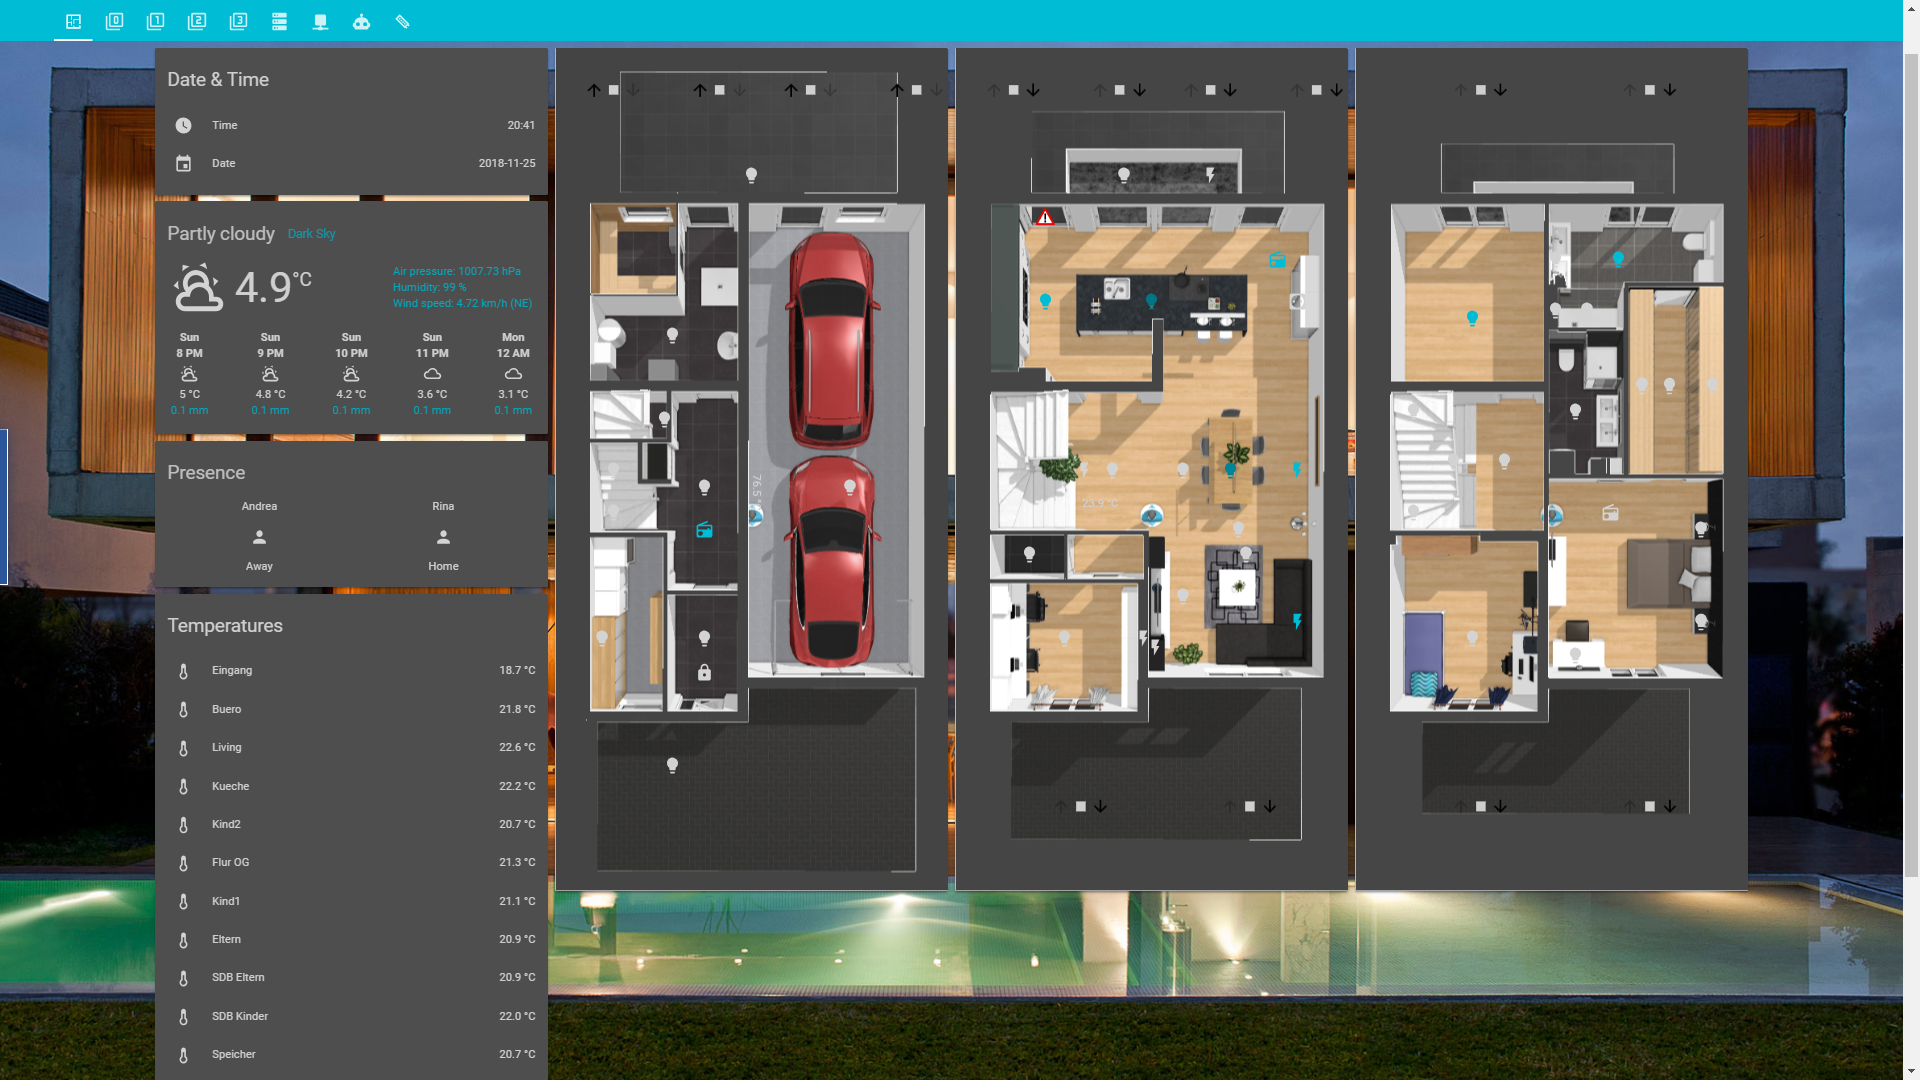 0
1
2
3
Date & Time
Time 20:41
Date 2018-11-25
Partly cloudy Dark Sky
4.9°C
Air pressure: 1007.73 hPa
Humidity: 99 %
Wind speed: 4.72 km/h (NE)
Sun Sun Sun Sun Mon
8 PM 9 PM 10 PM 11 PM 12 AM
5 °C 4.8 °C 4.2 °C 3.6 °C 3.1 °C
0.1 mm 0.1 mm 0.1 mm 0.1 mm 0.1 mm
Presence
Andrea Rina
Away Home
Temperatures
Eingang 18.7 °C
Buero 21.8 °C
Living 22.6 °C
Kueche 22.2 °C
Kind2 20.7 °C
Flur OG 21.3 °C
Kind1 21.1 °C
Eltern 20.9 °C
SDB Eltern 20.9 °C
SDB Kinder 22.0 °C
Speicher 20.7 °C
76.5 °
23.9 °C